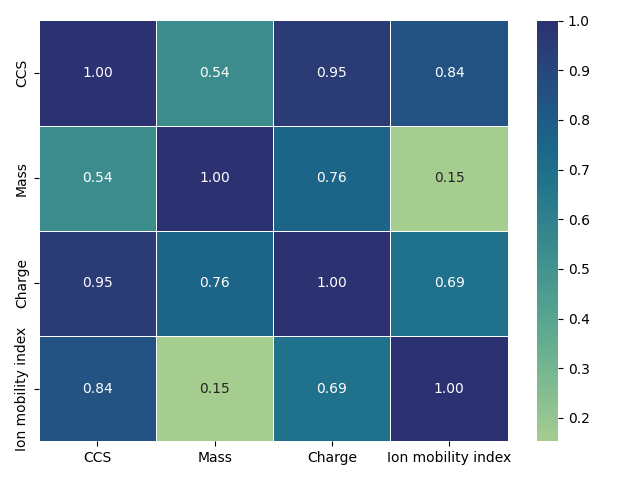 CCS 1.00 0.54 0.95 0.84
Mass 0.54 1.00 0.76 0.15
Charge 0.95 0.76 1.00 0.69
Ion mobility index 0.84 0.15 0.69 1.00
CCS Mass Charge Ion mobility index
1.0
0.9
0.8
0.7
0.6
0.5
0.4
0.3
0.2